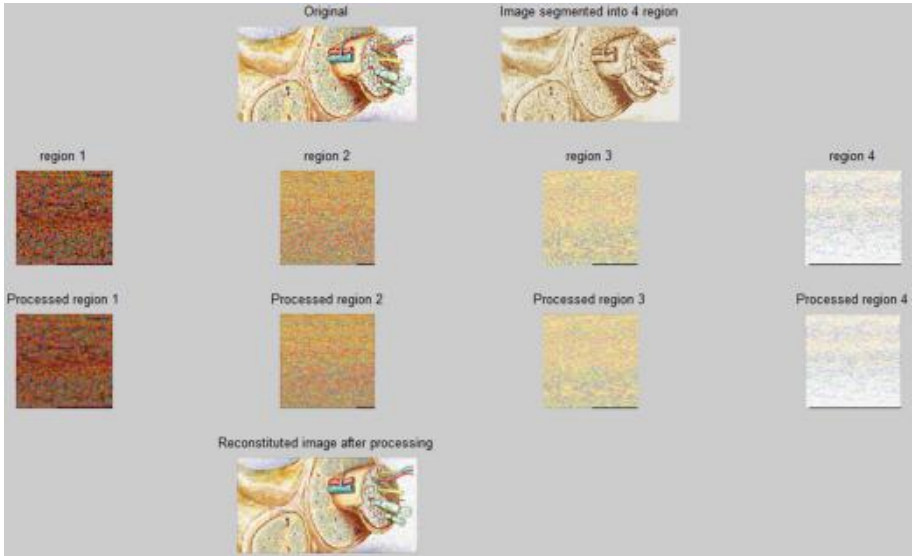 Original
Image segmented into 4 region
region 1
region 2
region 3
region 4
Processed region 1
Processed region 2
Processed region 3
Processed region 4
Reconstituted image after processing